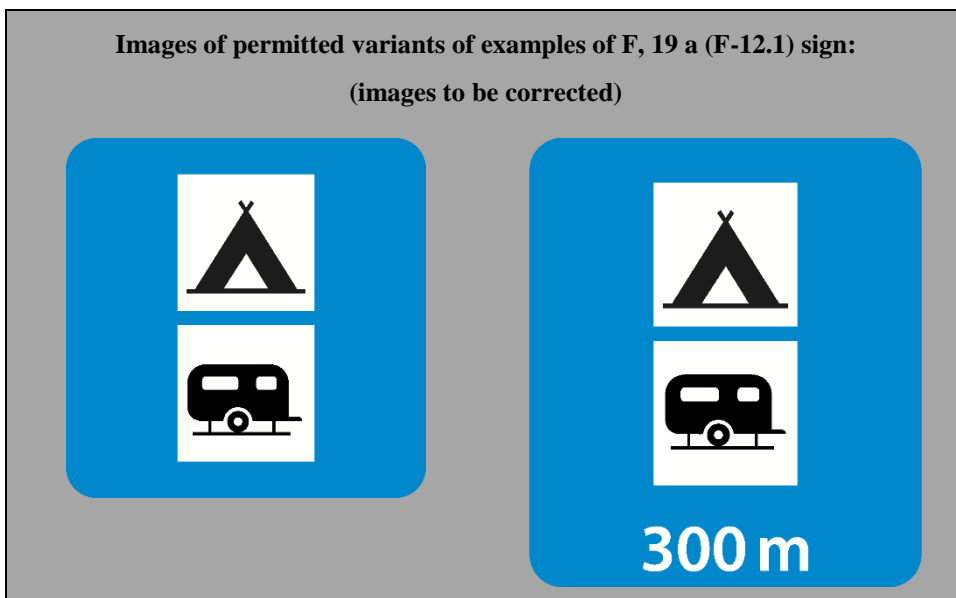 Images of permitted variants of examples of F, 19 a (F-12.1) sign:
(images to be corrected)
300 m